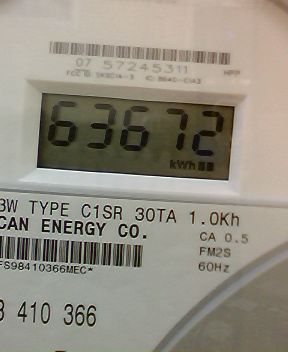 07 57245311
63672
kWh
3W TYPE C1SR 30TA 1.0Kh
CAN ENERGY CO.
CA 0.5
FM2S
60Hz
FS98410366MEC*
3 410 366